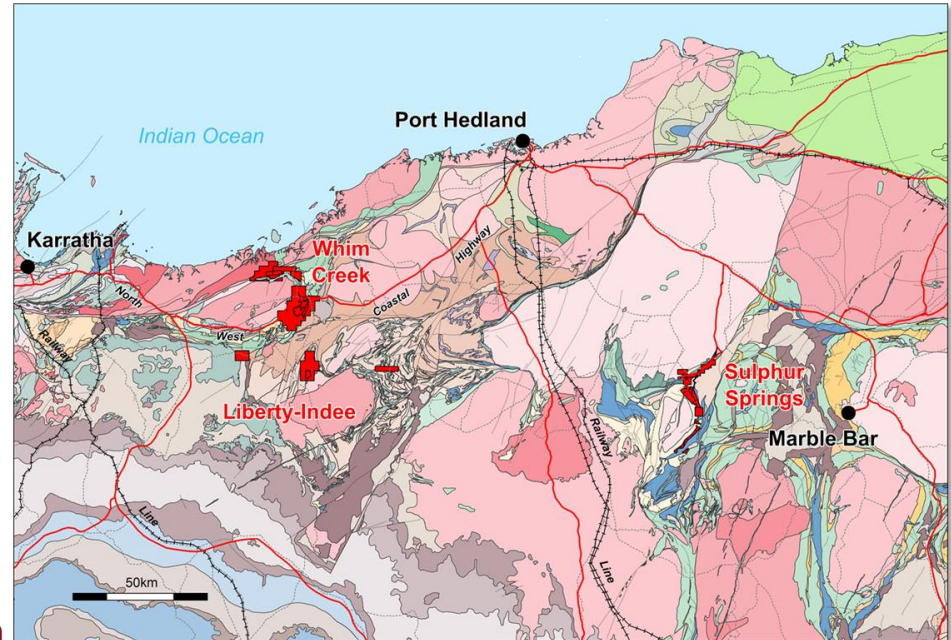 Port Hedland
Indian Ocean
Karratha
Whim
Creek
Highway
North
Coastal
West
Railway
Sulphur
Springs
Liberty-Indee
Railway
Marble Bar
Line
50km
Line